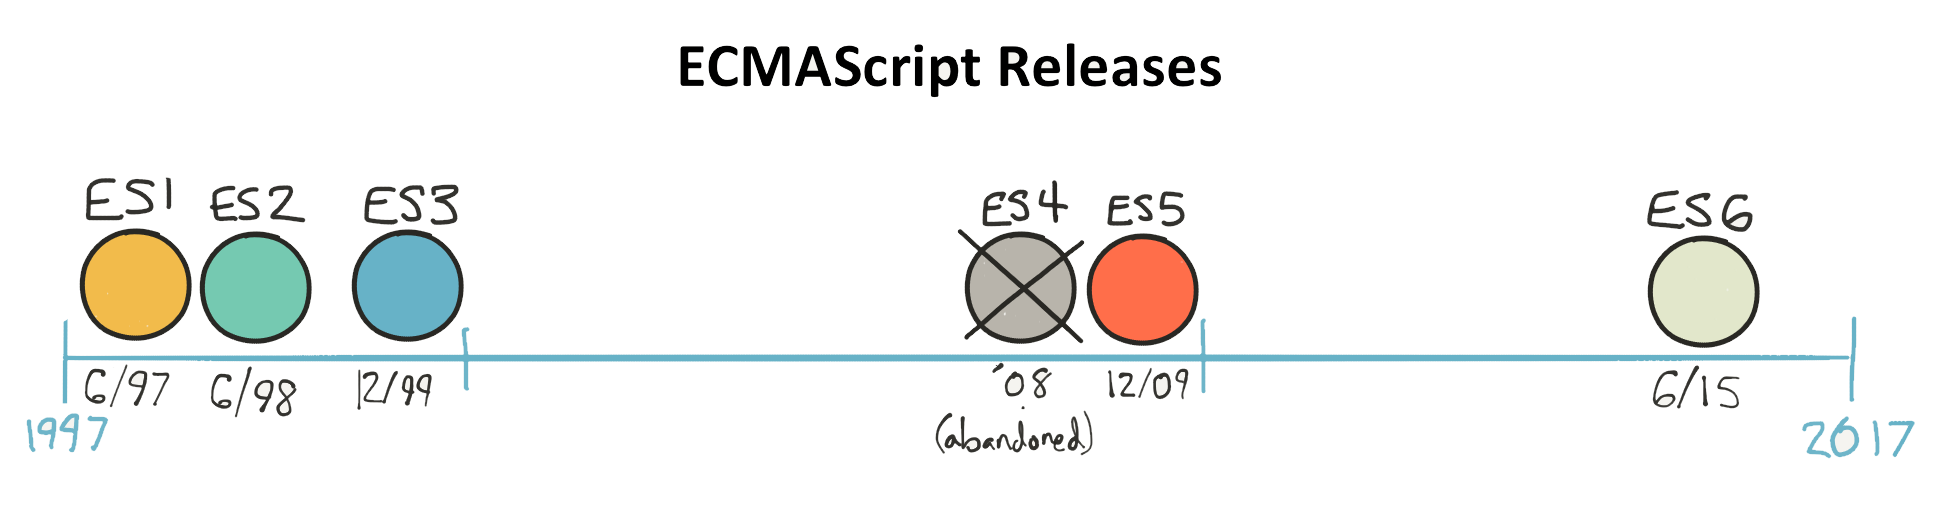 ECMAScript Releases
ES1 ES2 ES3 ES4 ES5 ES6
6/97 6/98 12/99 '08 12/09 6/15
(abandoned)
1997 2017